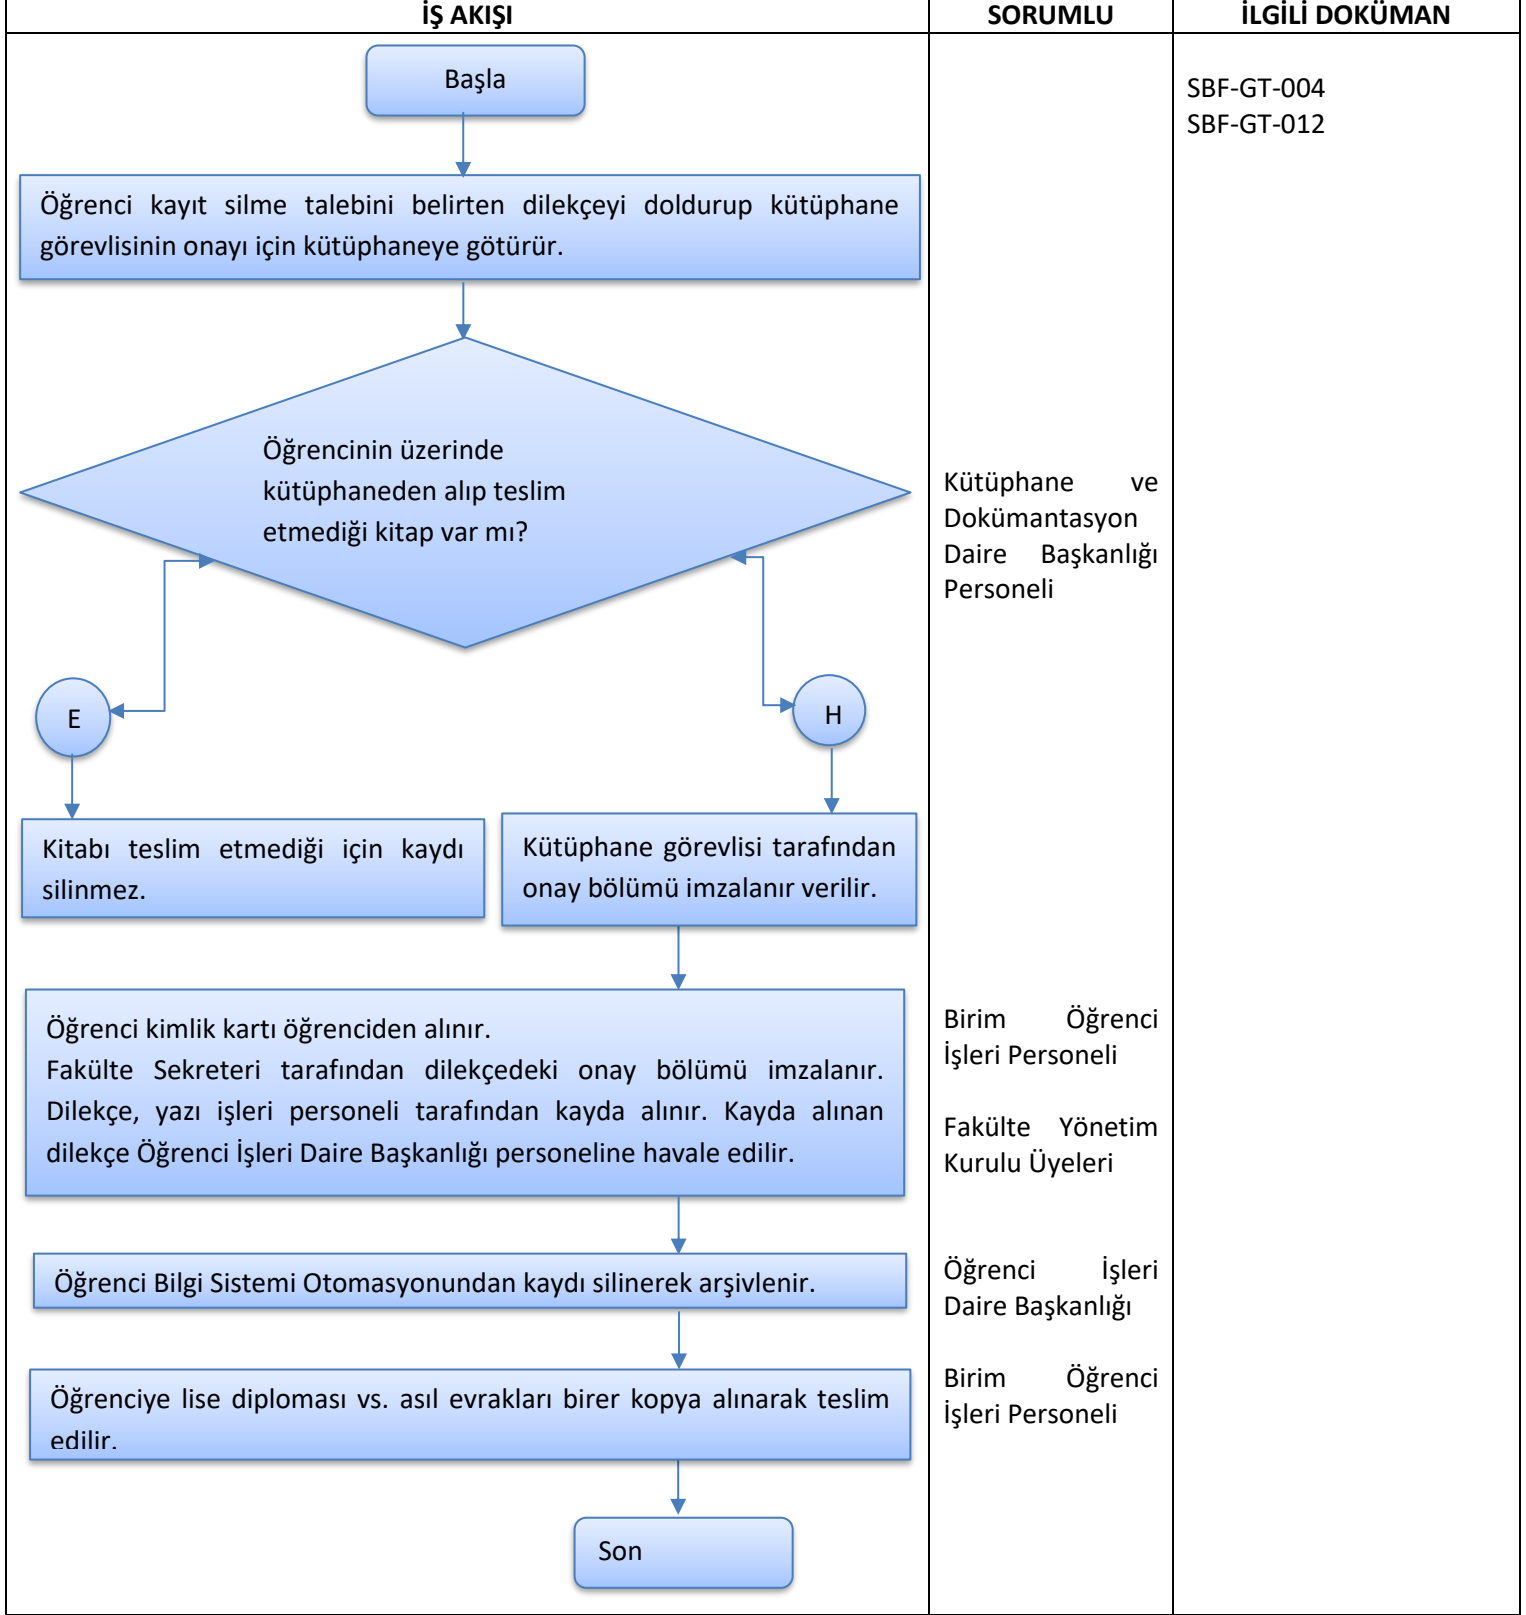 İŞ AKIŞI
SORUMLU
İLGİLİ DOKÜMAN
Başla
SBF-GT-004
SBF-GT-012
Öğrenci kayıt silme talebini belirten dilekçeyi doldurup kütüphane
görevlisinin onayı için kütüphaneye götürür.
Öğrencinin üzerinde
kütüphaneden alıp teslim
etmediği kitap var mı?
Kütüphane ve
Dokümantasyon
Daire Başkanlığı
Personeli
E
H
Kitabı teslim etmediği için kaydı
silinmez.
Kütüphane görevlisi tarafından
onay bölümü imzalanır verilir.
Öğrenci kimlik kartı öğrenciden alınır.
Fakülte Sekreteri tarafından dilekçedeki onay bölümü imzalanır.
Dilekçe, yazı işleri personeli tarafından kayda alınır. Kayda alınan
dilekçe Öğrenci İşleri Daire Başkanlığı personeline havale edilir.
Birim Öğrenci
İşleri Personeli
Fakülte Yönetim
Kurulu Üyeleri
Öğrenci Bilgi Sistemi Otomasyonundan kaydı silinerek arşivlenir.
Öğrenci İşleri
Daire Başkanlığı
Öğrenciye lise diploması vs. asıl evrakları birer kopya alınarak teslim
edilir.
Birim Öğrenci
İşleri Personeli
Son